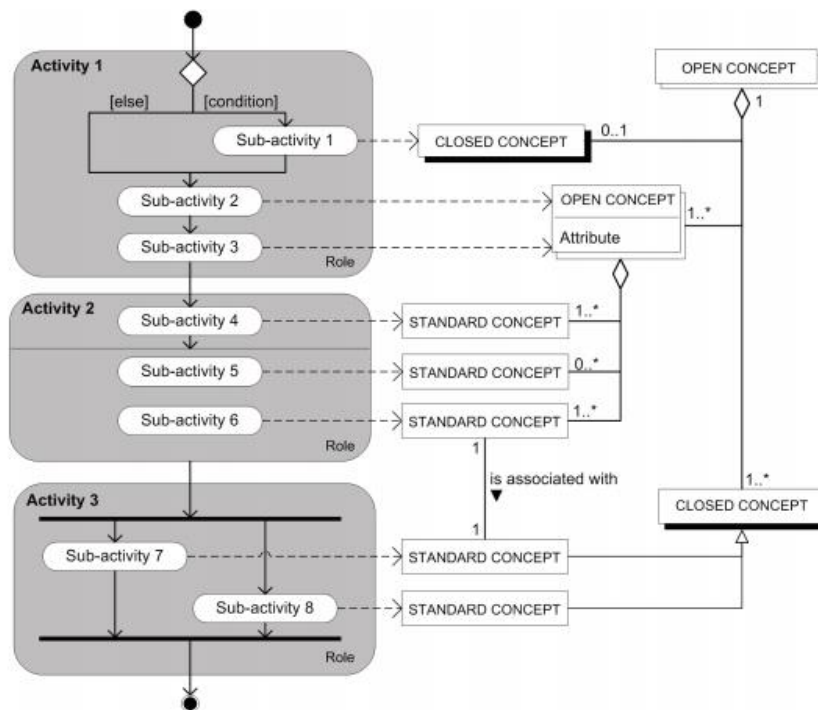 Activity 1
OPEN CONCEPT
[else]
[condition]
1
Sub-activity 1
CLOSED CONCEPT
0..1
Sub-activity 2
OPEN CONCEPT
1..*
Sub-activity 3
Attribute
Role
Activity 2
Sub-activity 4
STANDARD CONCEPT
1..*
Sub-activity 5
STANDARD CONCEPT
0..*
Sub-activity 6
STANDARD CONCEPT
1..*
Role
1
is associated with
1..*
Activity 3
CLOSED CONCEPT
1
Sub-activity 7
STANDARD CONCEPT
Sub-activity 8
STANDARD CONCEPT
Role